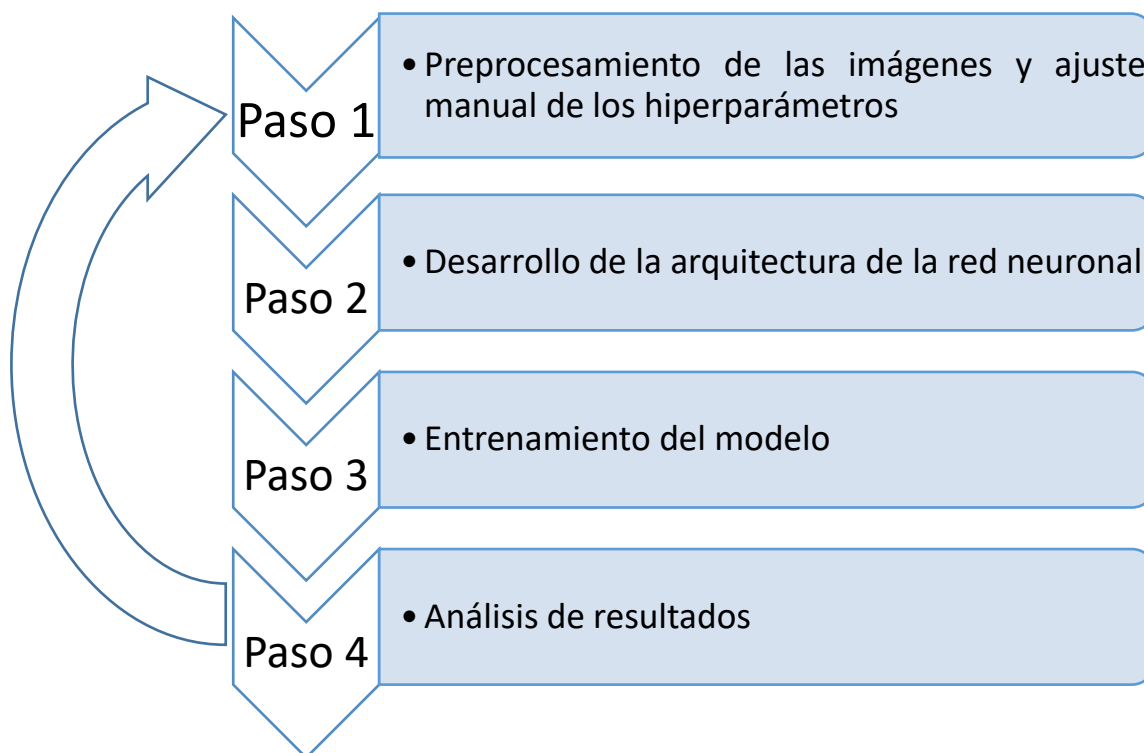 Paso 1
• Preprocesamiento de las imágenes y ajuste
manual de los hiperparámetros
Paso 2
• Desarrollo de la arquitectura de la red neuronal
Paso 3
• Entrenamiento del modelo
Paso 4
• Análisis de resultados